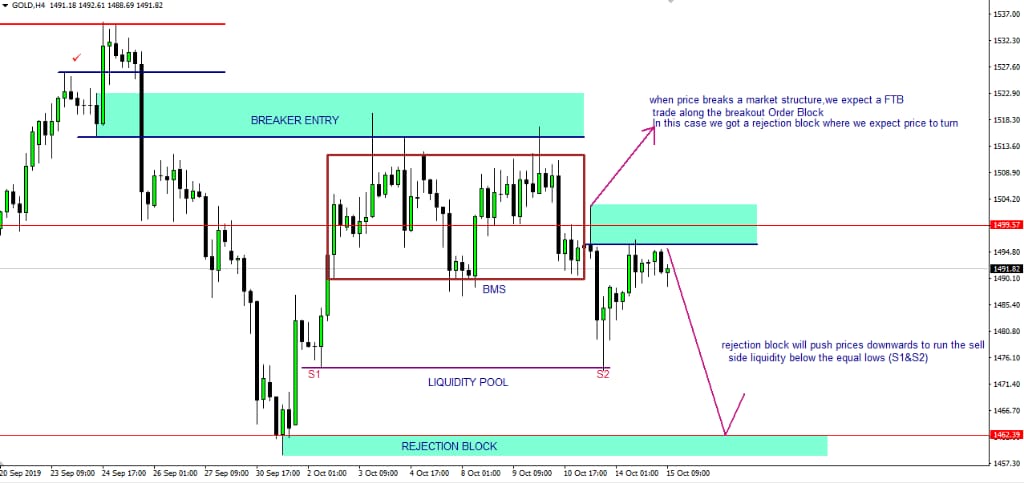 GOLD,H4 1491.18 1492.61 1488.69 1491.82
1537.00
1532.30
1527.60
1522.90
1518.30
1513.60
1508.90
1504.20
1499.57
1494.80
1491.82
1490.10
1485.40
1480.80
1476.10
1471.40
1466.70
1462.39
1457.30
BREAKER ENTRY
when price breaks a market structure,we expect a FTB
trade along the breakout Order Block
In this case we got a rejection block where we expect price to turn
BMS
rejection block will push prices downwards to run the sell
side liquidity below the equal lows (S1&S2)
S1
S2
LIQUIDITY POOL
REJECTION BLOCK
20 Sep 2019 23 Sep 09:00 24 Sep 17:00 26 Sep 01:00 27 Sep 09:00 30 Sep 17:00 2 Oct 01:00 3 Oct 09:00 4 Oct 17:00 8 Oct 01:00 9 Oct 09:00 10 Oct 17:00 14 Oct 01:00 15 Oct 09:00